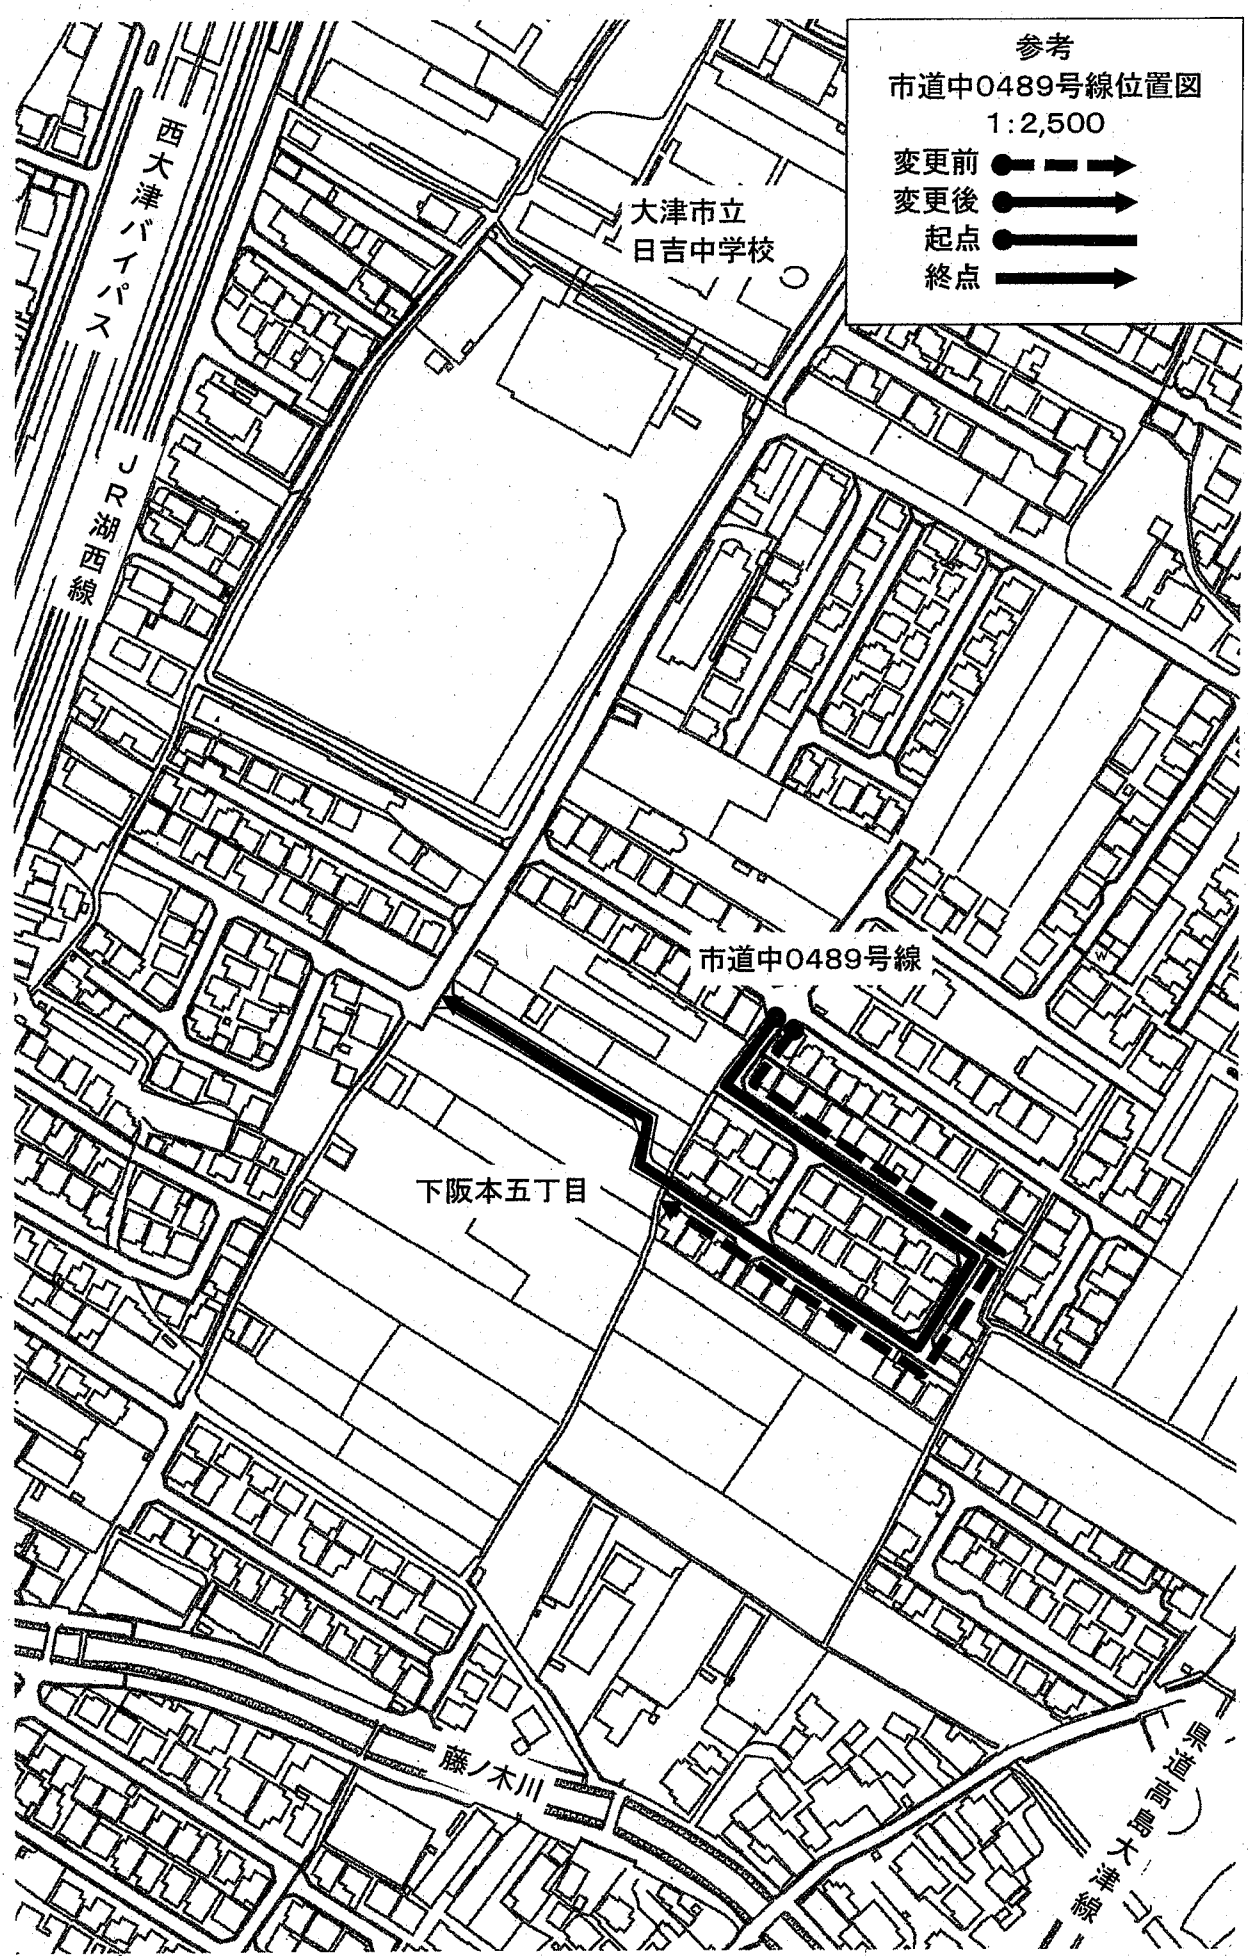 参考
市道中0489号線位置図
1:2,500
変更前
変更後
起点
終点
大津市立
日吉中学校
西大津バイパス
JR湖西線
市道中0489号線
下阪本五丁目
藤ノ木川
県道高島大津線